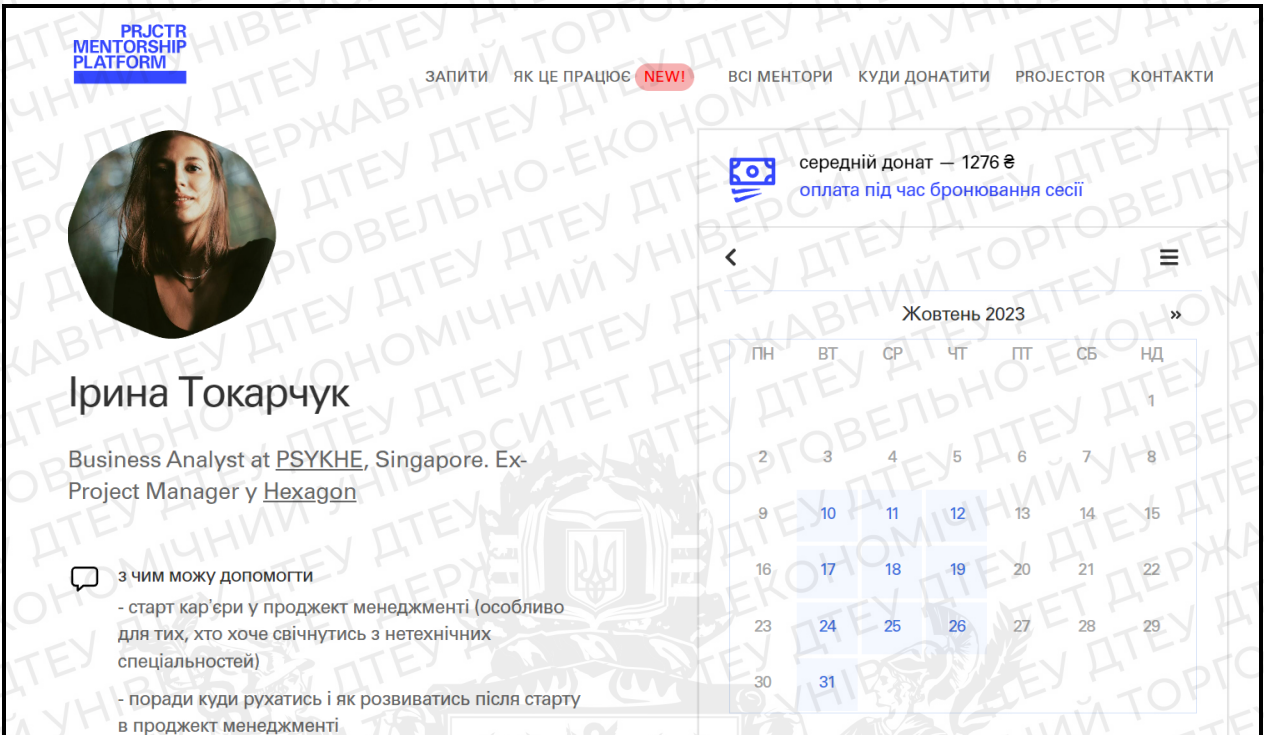 PRJCTR
MENTORSHIP
PLATFORM
ЗАПИТИ ЯК ЦЕ ПРАЦЮЄ NEW! ВСІ МЕНТОРИ КУДИ ДОНАТИТИ PROJECTOR КОНТАКТИ
Ірина Токарчук
Business Analyst at PSYKHE, Singapore. Ex-
Project Manager у Hexagon
з чим можу допомогти
- старт кар'єри у проджект менеджменті (особливо
для тих, хто хоче свічнутись з нетехнічних
спеціальностей)
- поради куди рухатись і як розвиватись після старту
в проджект менеджменті
середній донат — 1276 ₴
оплата під час бронювання сесії
Жовтень 2023 »
ПН ВТ СР ЧТ ПТ СБ НД
1
2 3 4 5 6 7 8
9 10 11 12 13 14 15
16 17 18 19 20 21 22
23 24 25 26 27 28 29
30 31
ДЕРЖАВНИЙ ТОРГОВЕЛЬНО-ЕКОНОМІЧНИЙ УНІВЕРСИТЕТ ДТЕУ